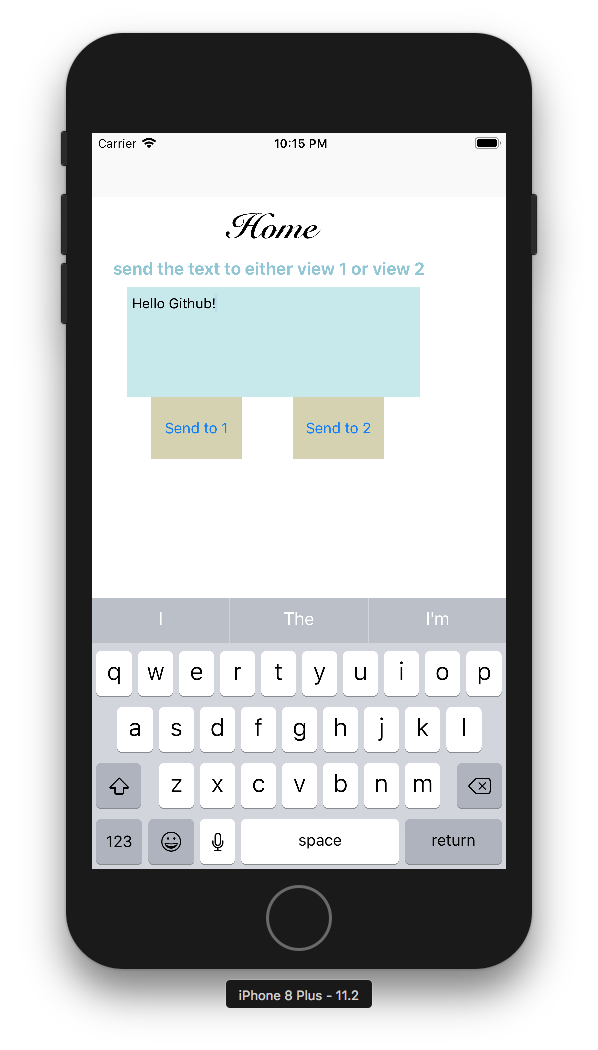 Carrier 10:15 PM
Home
send the text to either view 1 or view 2
Hello Github!
Send to 1 Send to 2
I The I'm
q w e r t y u i o p
a s d f g h j k l
z x c v b n m
123 space return
iPhone 8 Plus - 11.2